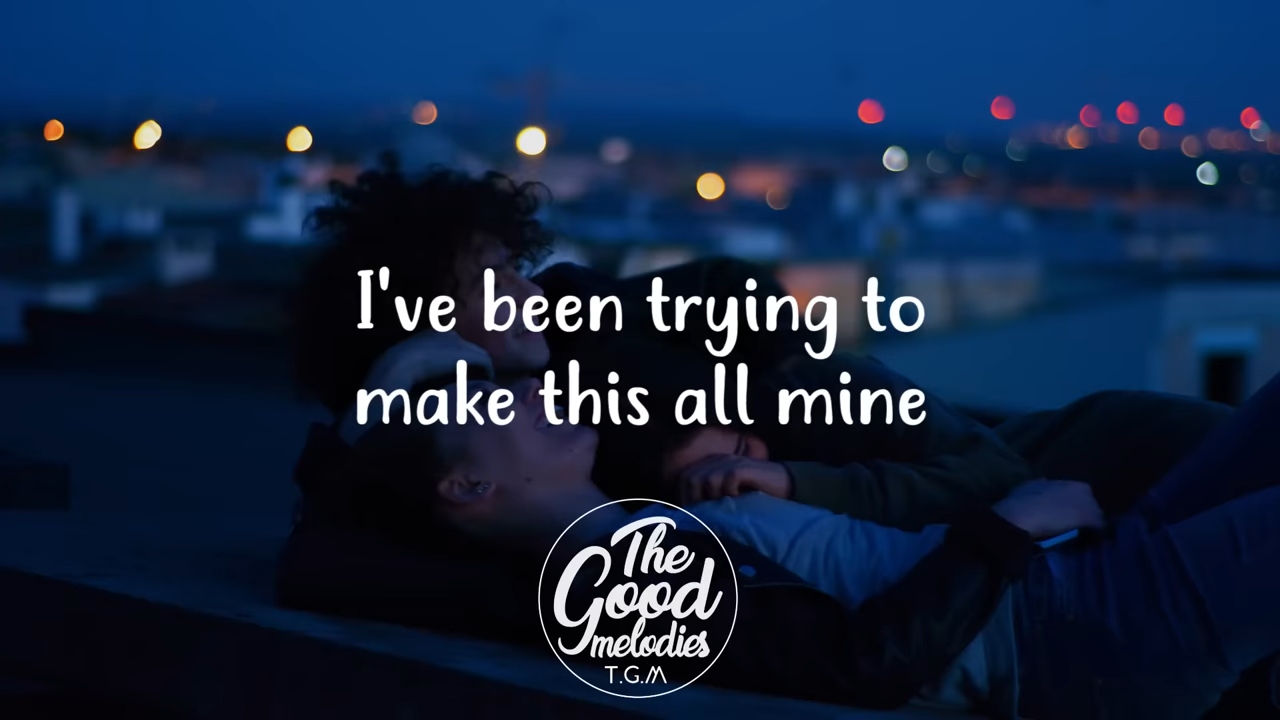 I've been trying to
make this all mine
The
Good
melodies
T.G.M